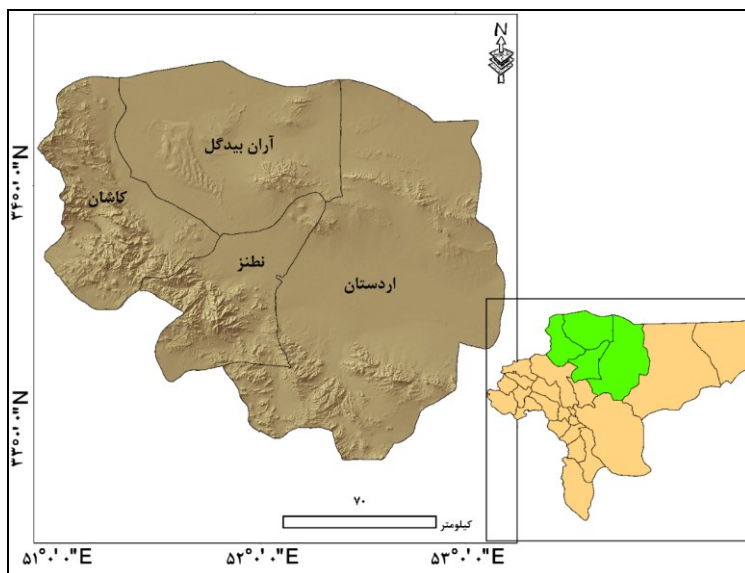 N
آران بیدگل
کاشان
نطنز
اردستان
۳۴°۰'۰"N
۳۳°۰'۰"N
۷۰
کیلومتر
۵۱°۰'۰"E
۵۲°۰'۰"E
۵۳°۰'۰"E